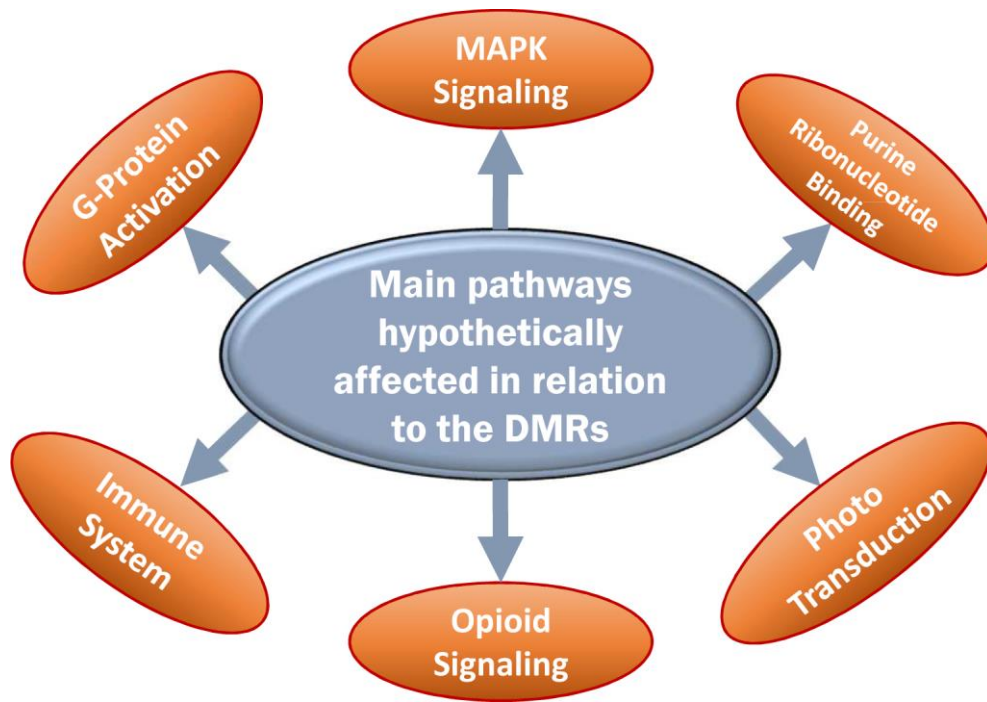 MAPK
Signaling
G-Protein
Activation
Purine
Ribonucleotide
Binding
Main pathways
hypothetically
affected in relation
to the DMRs
Immune
System
Photo
Transduction
Opioid
Signaling